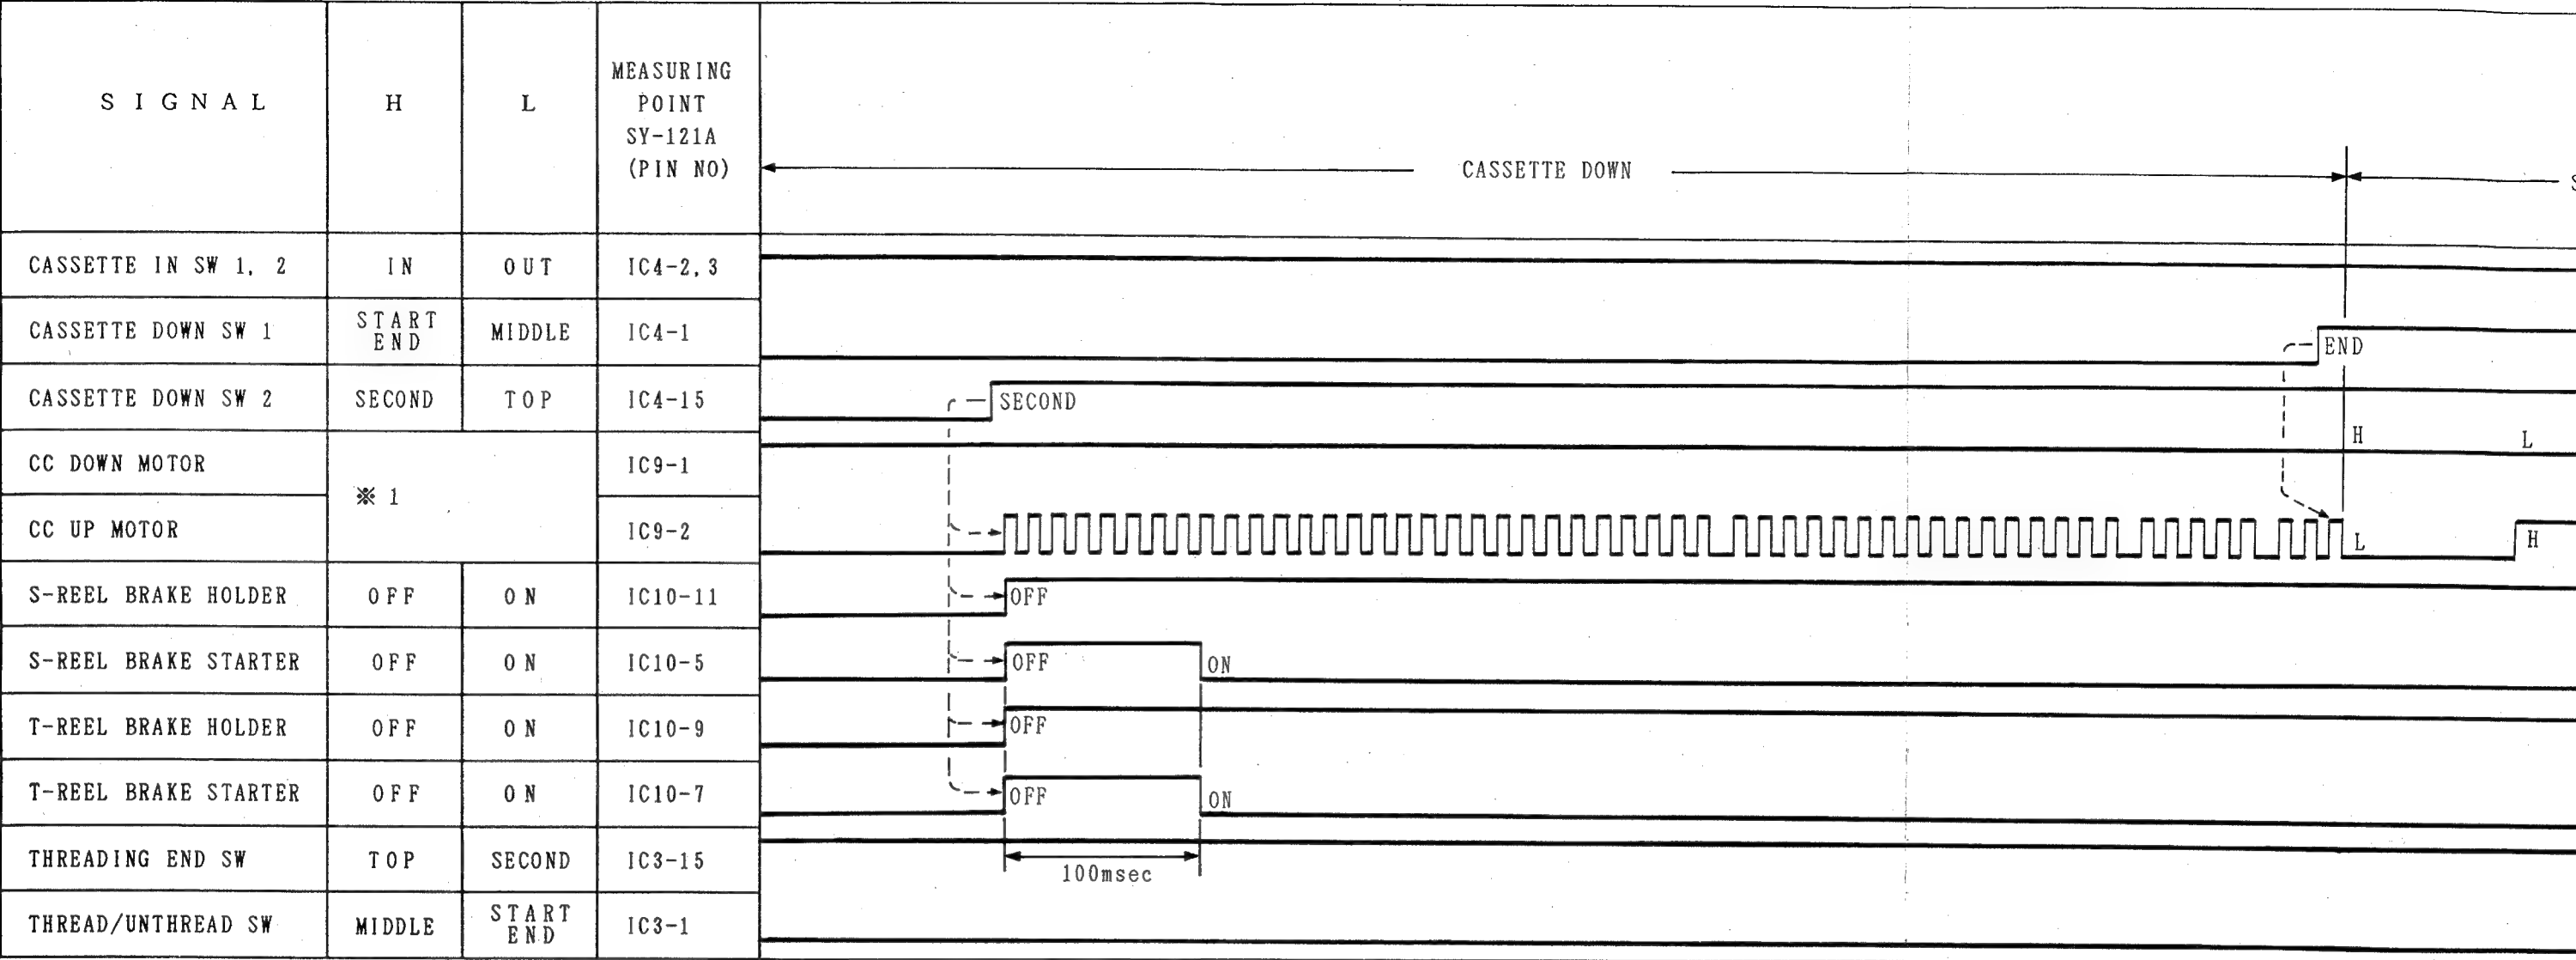 SIGNAL
H
L
MEASURING
POINT
SY-121A
(PIN NO)
CASSETTE DOWN
S
CASSETTE IN SW 1, 2 IN OUT IC4-2,3
CASSETTE DOWN SW 1 START
END MIDDLE IC4-1 END
CASSETTE DOWN SW 2 SECOND TOP IC4-15 SECOND
CC DOWN MOTOR IC9-1 H L
※ 1
CC UP MOTOR IC9-2 L H
S-REEL BRAKE HOLDER OFF ON IC10-11 OFF
S-REEL BRAKE STARTER OFF ON IC10-5 OFF ON
T-REEL BRAKE HOLDER OFF ON IC10-9 OFF
T-REEL BRAKE STARTER OFF ON IC10-7 OFF ON
THREADING END SW TOP SECOND IC3-15
100msec
THREAD/UNTHREAD SW MIDDLE START
END IC3-1